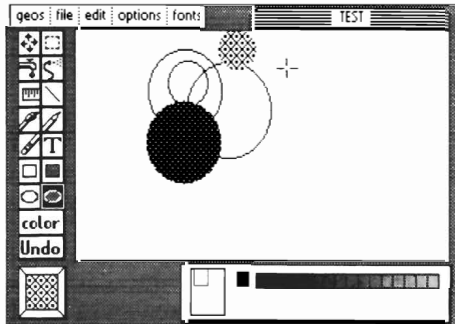 geos file edit options fonts
TEST
T
color
Undo